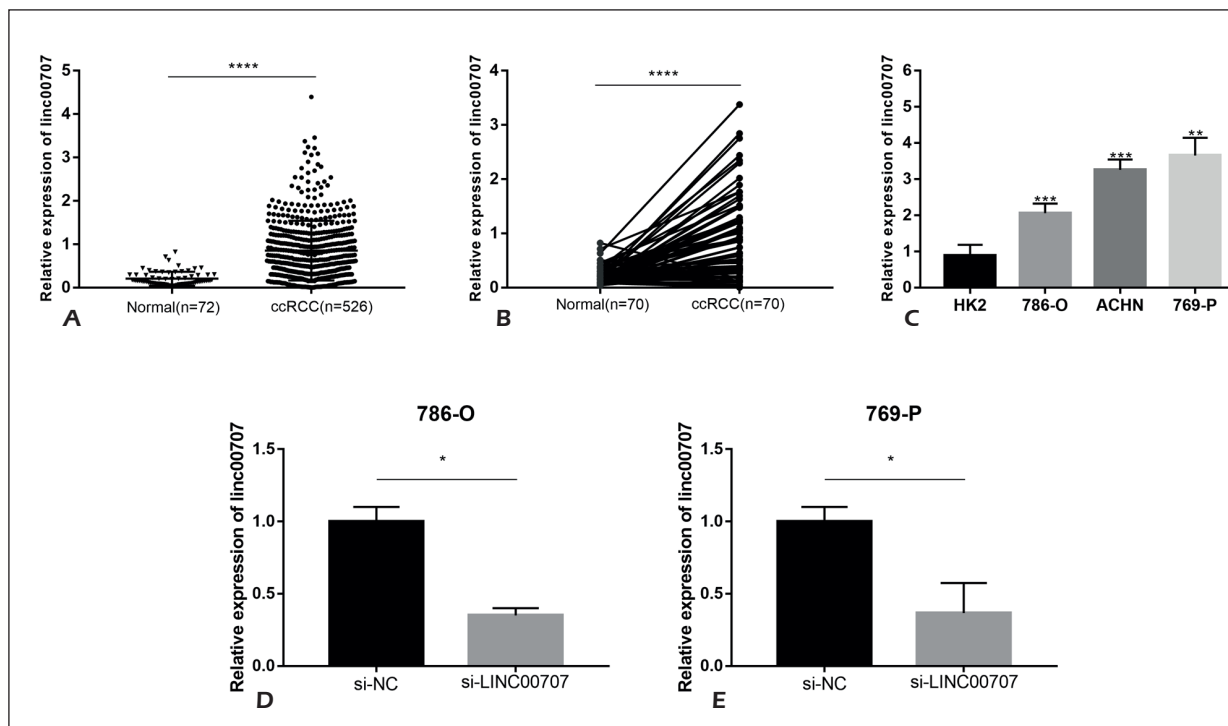 Relative expression of linc00707
5
4
3
2
1
0
****
Normal(n=72)
ccRCC(n=526)
A
Relative expression of linc00707
4
3
2
1
0
****
Normal(n=70)
ccRCC(n=70)
B
Relative expression of linc00707
6
5
4
3
2
1
0
***
***
**
HK2
786-O
ACHN
769-P
C
786-O
Relative expression of linc00707
1.5
1.0
0.5
0.0
*
si-NC
si-LINC00707
D
769-P
Relative expression of linc00707
1.5
1.0
0.5
0.0
*
si-NC
si-LINC00707
E